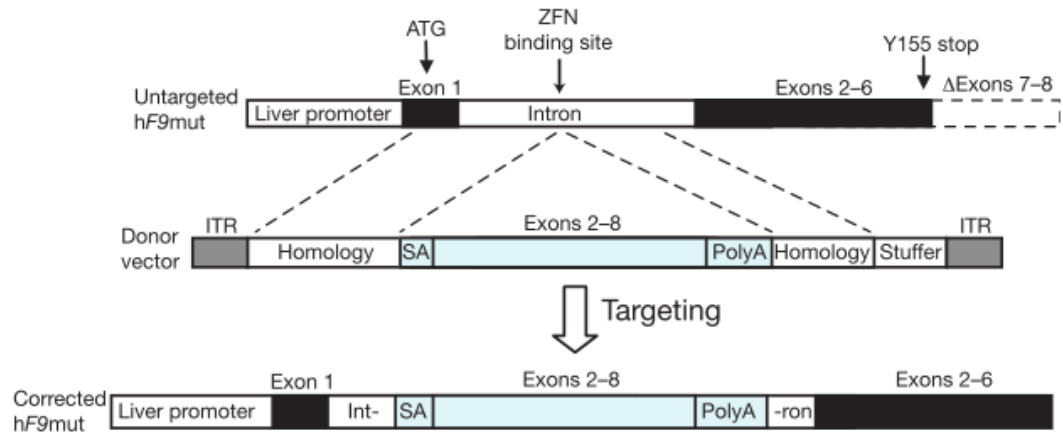 ATG
ZFN
binding site
Y155 stop
Exon 1
Exons 2–6
ΔExons 7–8
Untargeted
hF9mut
Liver promoter
Intron
ITR
Exons 2–8
ITR
Donor
vector
Homology
SA
PolyA
Homology
Stuffer
Targeting
Exon 1
Exons 2–8
Exons 2–6
Corrected
hF9mut
Liver promoter
Int-
SA
PolyA
-ron